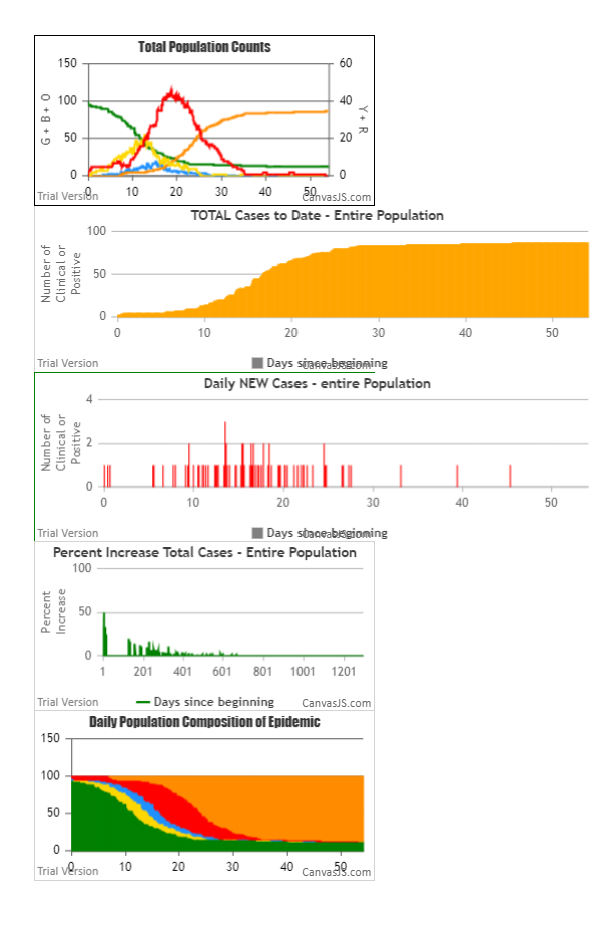 Total Population Counts
150
60
100
40
50
20
0
0
G + B + O
Y + R
0 10 20 30 40 50
Trial Version
CanvasJS.com
TOTAL Cases to Date - Entire Population
100
50
0
Number of
Clinical or
Positive
0 10 20 30 40 50
Days since beginning
Trial Version
CanvasJS.com
Daily NEW Cases - entire Population
4
2
0
Number of
Clinical or
Positive
0 10 20 30 40 50
Days since beginning
Trial Version
CanvasJS.com
Percent Increase Total Cases - Entire Population
100
50
0
Percent
Increase
1 201 401 601 801 1001 1201
Days since beginning
Trial Version
CanvasJS.com
Daily Population Composition of Epidemic
150
100
50
0
0 10 20 30 40 50
Trial Version
CanvasJS.com